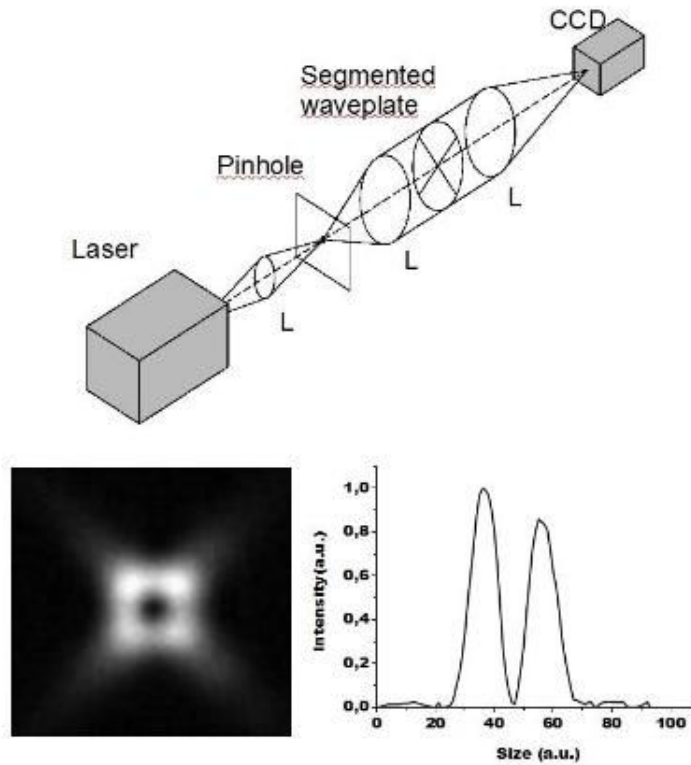 CCD
Segmented
waveplate
Pinhole
Laser
L
L
L
1,0
0,8
0,6
0,4
0,2
0,0
Intensity (a.u.)
0 20 40 60 80 100
Size (a.u.)